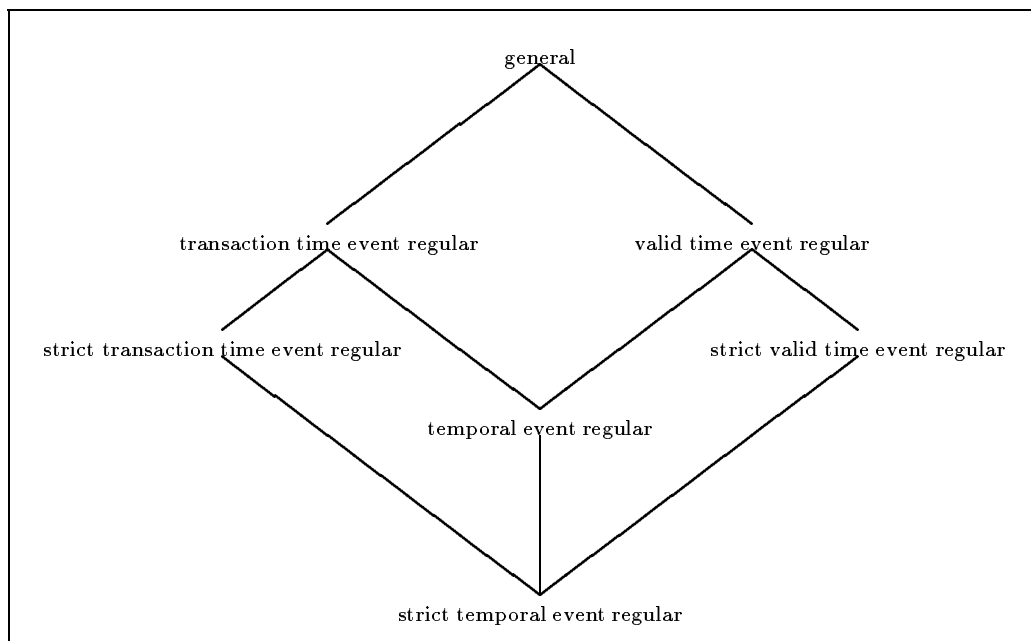 general
transaction time event regular
valid time event regular
strict transaction time event regular
strict valid time event regular
temporal event regular
strict temporal event regular